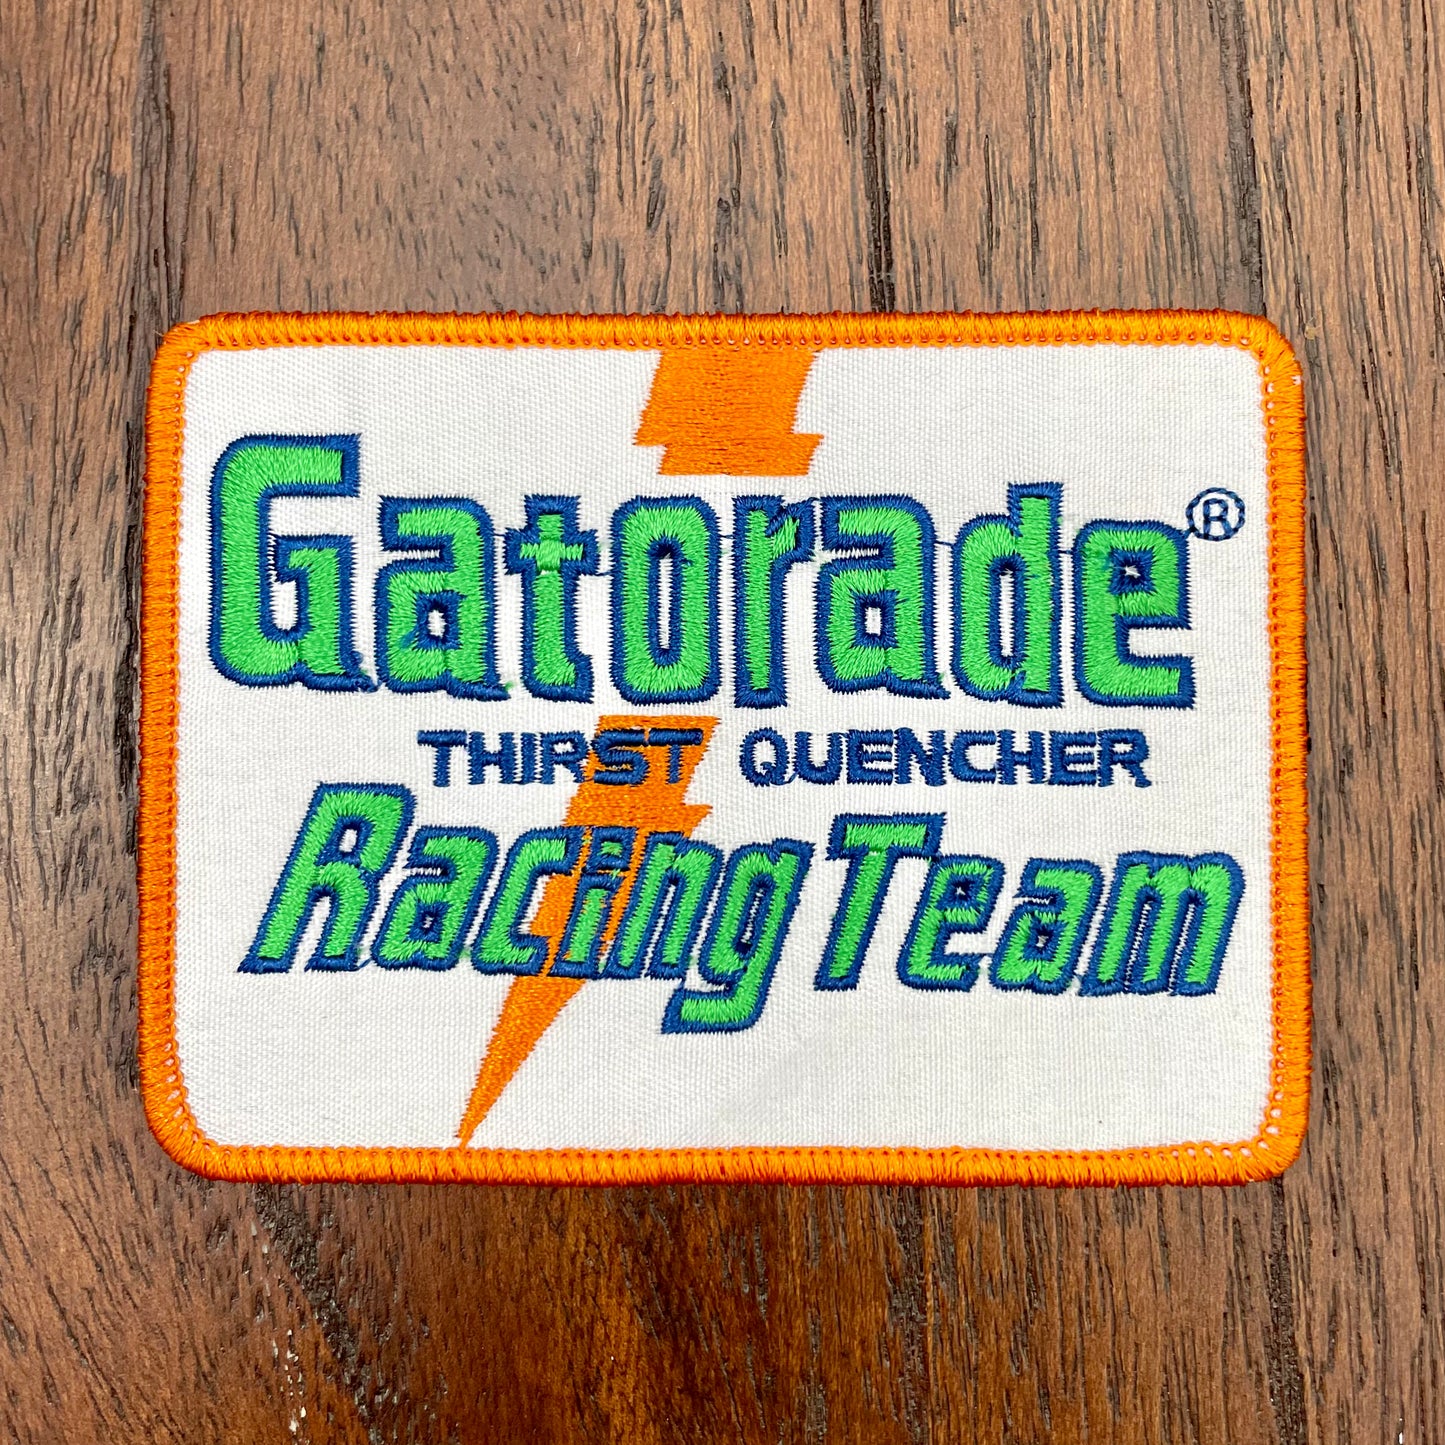 Gatorade®
THIRST QUENCHER
Racing Team